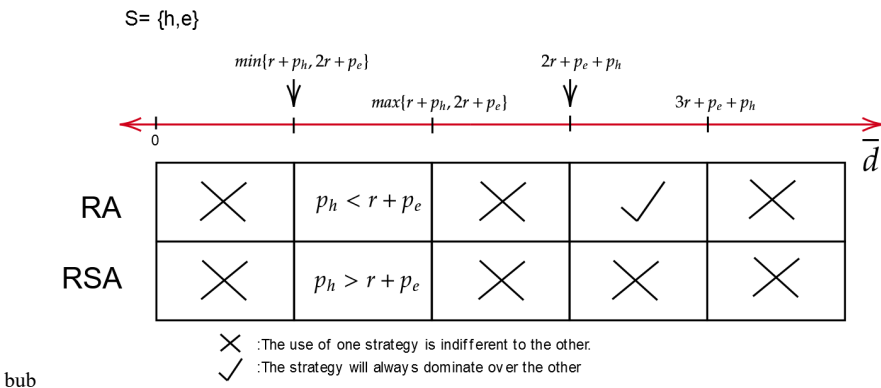 S= {h,e}
min{r + p_h, 2r + p_e}
2r + p_e + p_h
max{r + p_h, 2r + p_e}
3r + p_e + p_h
0
d̅
RA
p_h < r + p_e
RSA
p_h > r + p_e
:The use of one strategy is indifferent to the other.
:The strategy will always dominate over the other
bub